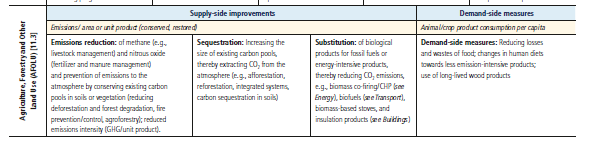 Supply-side improvements
Demand-side measures
Emissions/ area or unit product (conserved, restored)
Animal/crop product consumption per capita
Agriculture, Forestry and Other
Land Use (AFOLU) [11.3]
Emissions reduction: of methane (e.g.,
livestock management) and nitrous oxide
(fertilizer and manure management)
and prevention of emissions to the
atmosphere by conserving existing carbon
pools in soils or vegetation (reducing
deforestation and forest degradation, fire
prevention/control, agroforestry); reduced
emissions intensity (GHG/unit product).
Sequestration: Increasing the
size of existing carbon pools,
thereby extracting CO₂ from the
atmosphere (e.g., afforestation,
reforestation, integrated systems,
carbon sequestration in soils)
Substitution: of biological
products for fossil fuels or
energy-intensive products,
thereby reducing CO₂ emissions,
e.g., biomass co-firing/CHP (see
Energy), biofuels (see Transport),
biomass-based stoves, and
insulation products (see Buildings)
Demand-side measures: Reducing losses
and wastes of food; changes in human diets
towards less emission-intensive products;
use of long-lived wood products